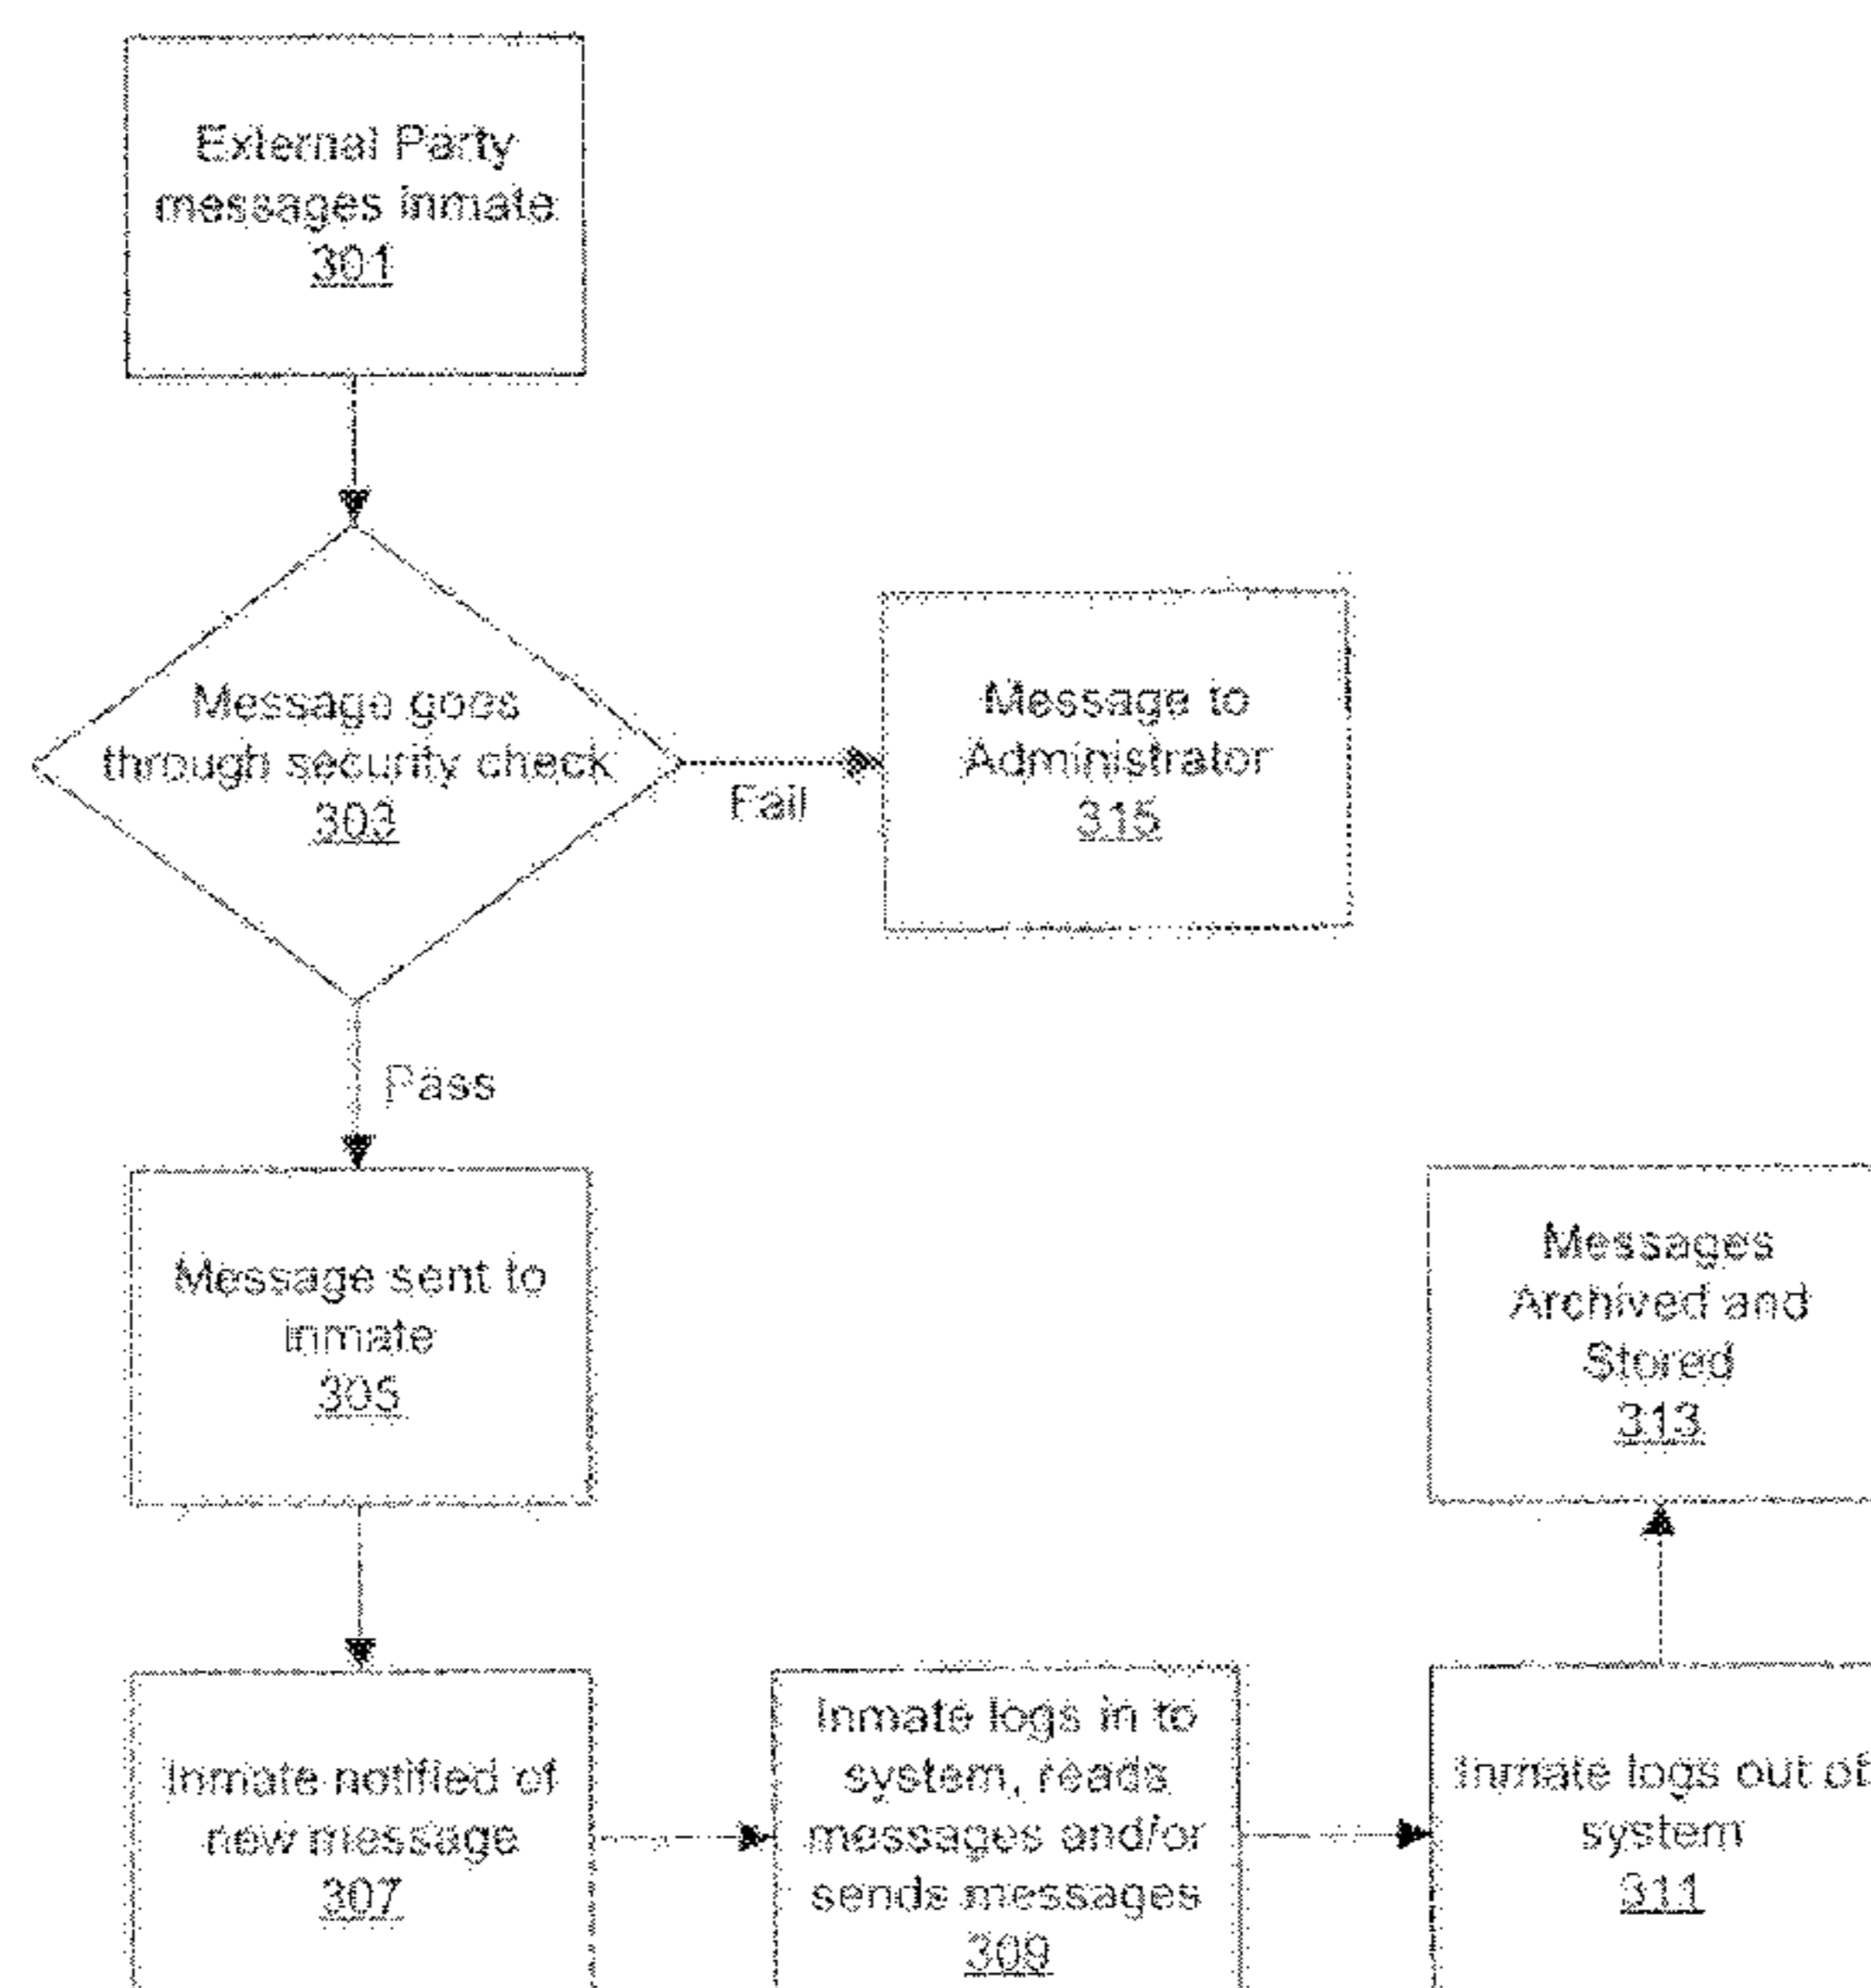 External Party
messages inmate
301
Message goes
through security check
303
Fail
Message to
Administrator
315
Pass
Message sent to
inmate
305
Messages
Archived and
Stored
313
Inmate notified of
new message
307
Inmate logs in to
system, reads
messages and/or
sends messages
309
Inmate logs out of
system
311